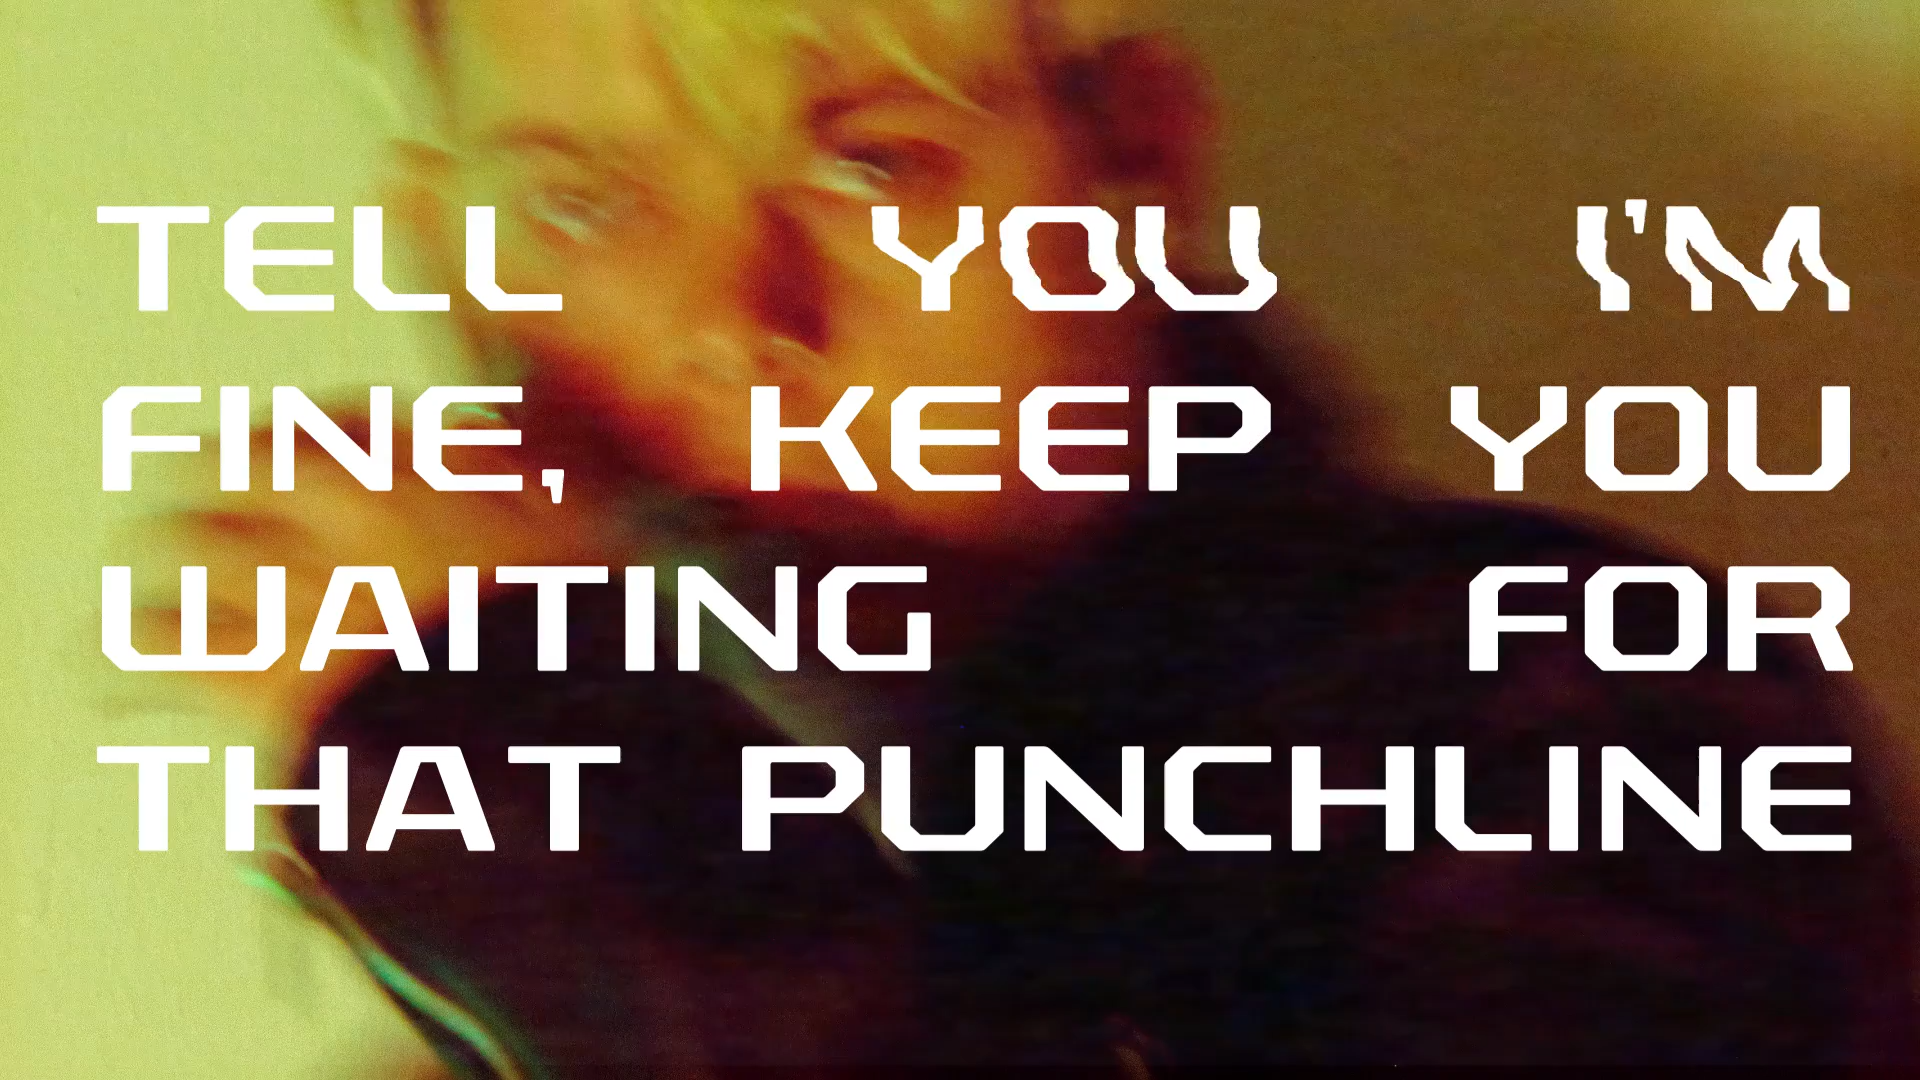 TELL YOU I'M
FINE, KEEP YOU
WAITING FOR
THAT PUNCHLINE